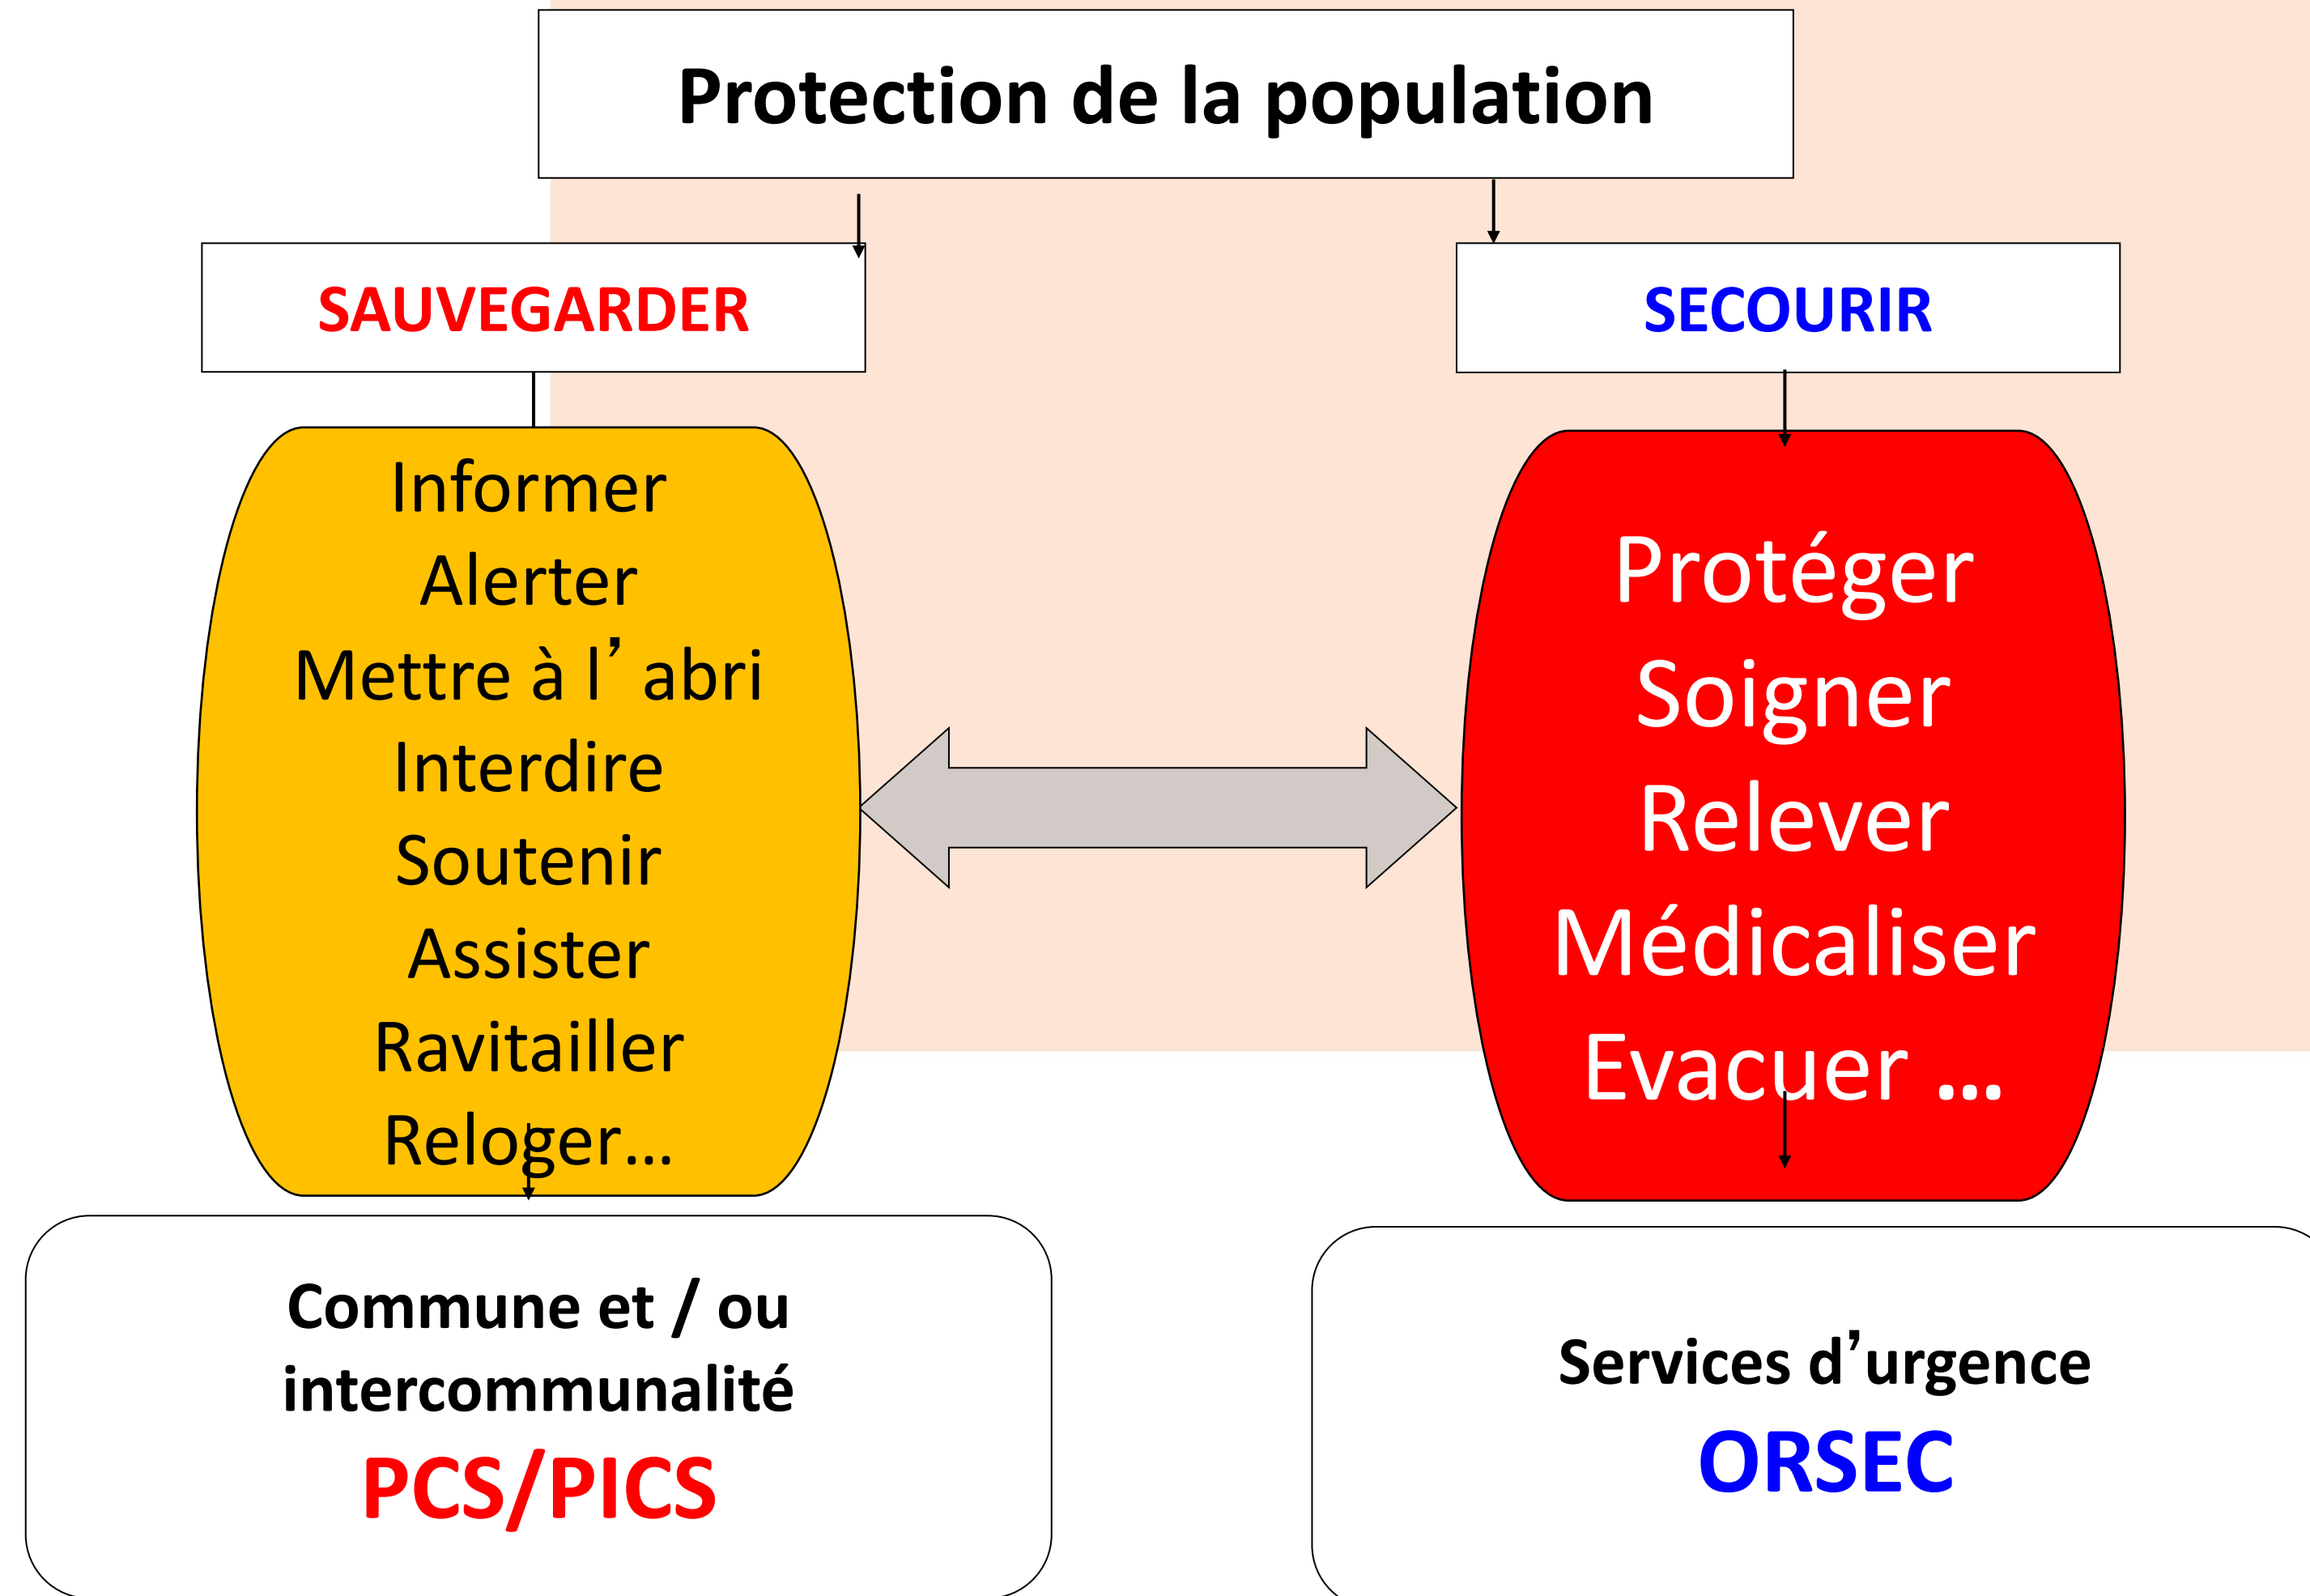 Protection de la population
SAUVEGARDER
SECOURIR
Informer
Alerter
Mettre à l’abri
Interdire
Soutenir
Assister
Ravitailler
Reloger...
Protéger
Soigner
Relever
Médicaliser
Evacuer ...
Commune et / ou
intercommunalité
PCS/PICS
Services d’urgence
ORSEC